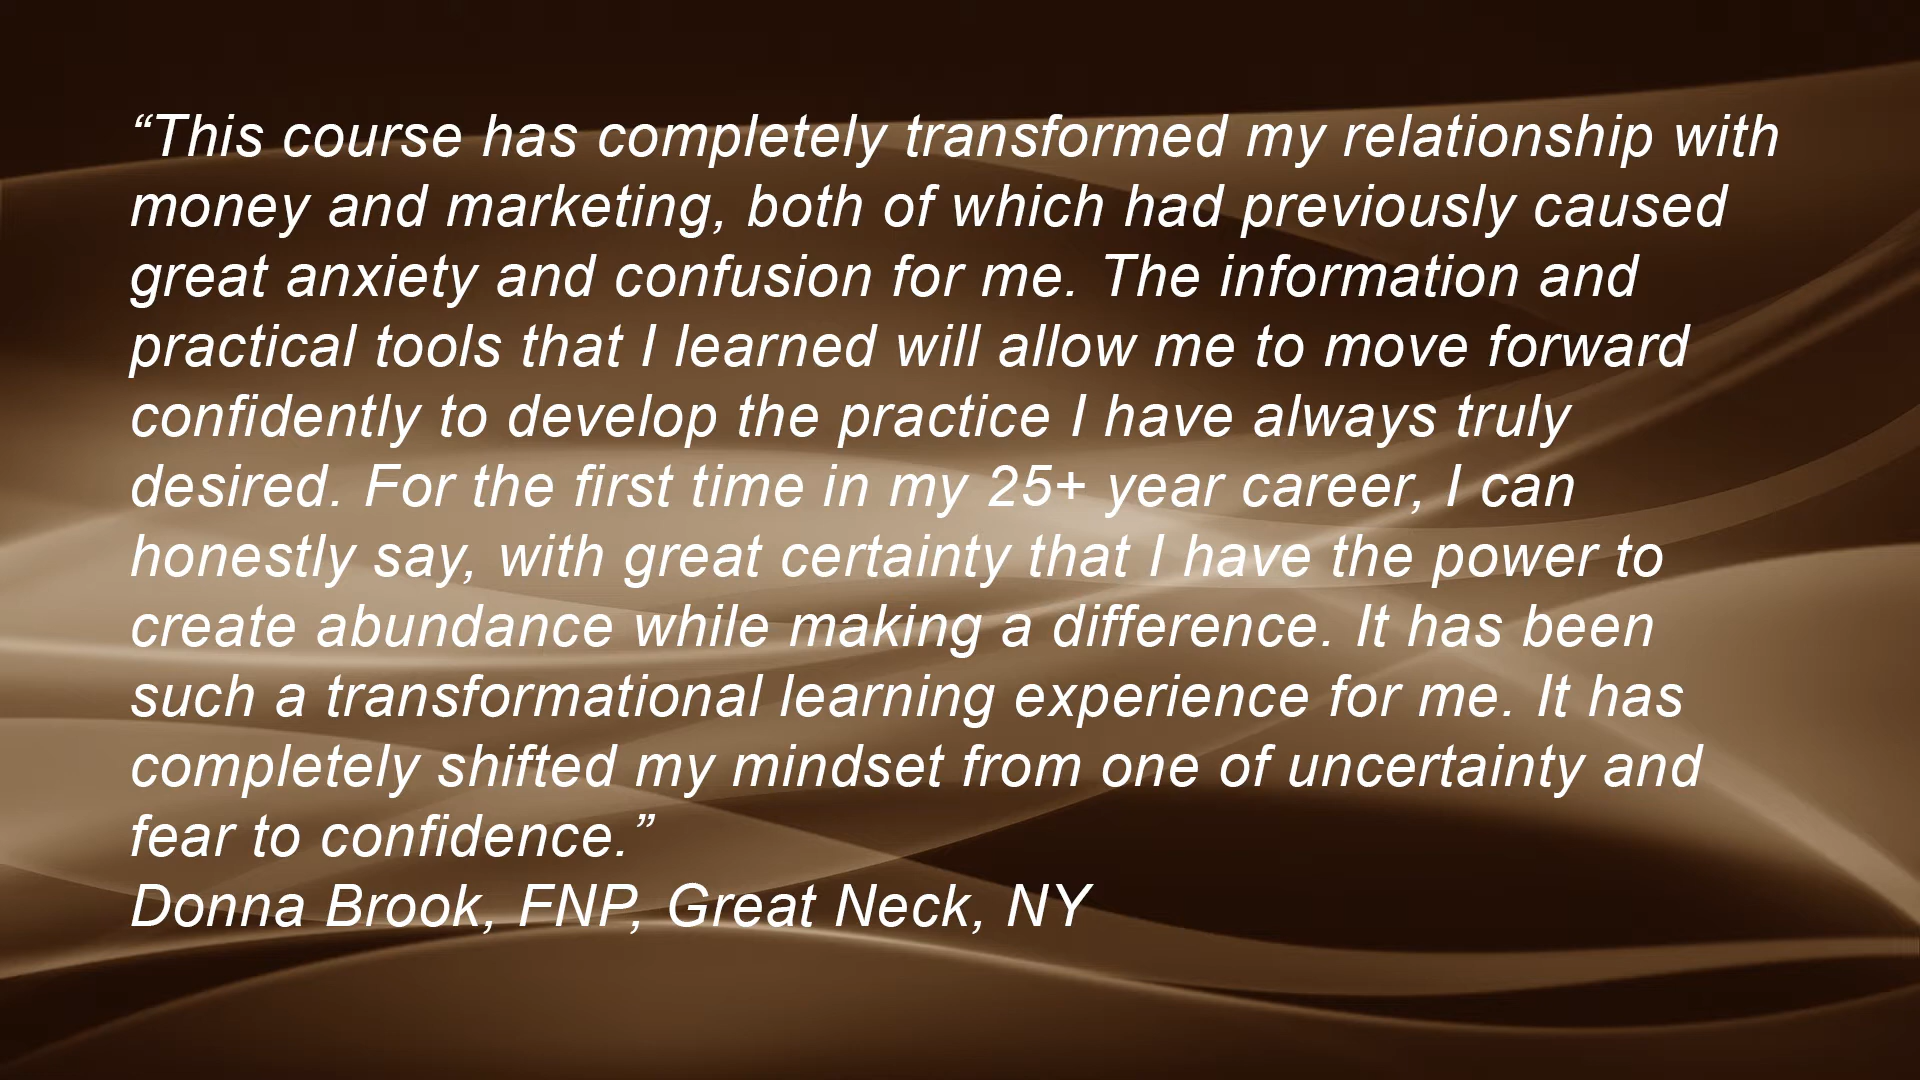 “This course has completely transformed my relationship with
money and marketing, both of which had previously caused
great anxiety and confusion for me. The information and
practical tools that I learned will allow me to move forward
confidently to develop the practice I have always truly
desired. For the first time in my 25+ year career, I can
honestly say, with great certainty that I have the power to
create abundance while making a difference. It has been
such a transformational learning experience for me. It has
completely shifted my mindset from one of uncertainty and
fear to confidence.”
Donna Brook, FNP, Great Neck, NY